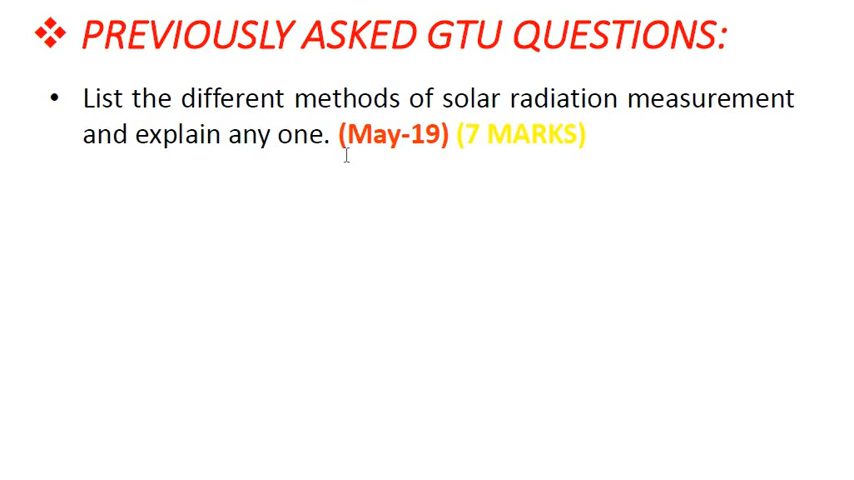 ❖ PREVIOUSLY ASKED GTU QUESTIONS:
• List the different methods of solar radiation measurement
and explain any one. (May-19) (7 MARKS)